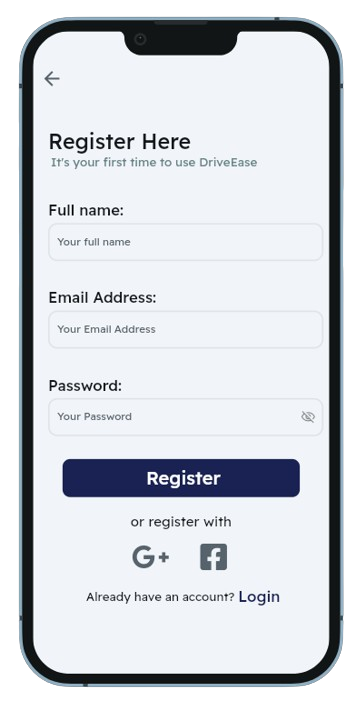 Register Here
It's your first time to use DriveEase
Full name:
Your full name
Email Address:
Your Email Address
Password:
Your Password
Register
or register with
G+
Already have an account? Login